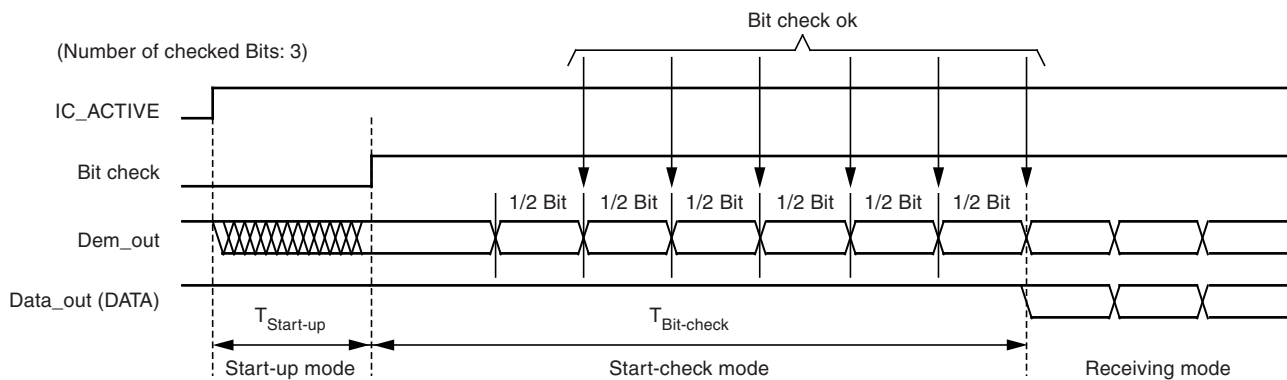 Bit check ok
(Number of checked Bits: 3)
IC_ACTIVE
Bit check
1/2 Bit 1/2 Bit 1/2 Bit 1/2 Bit 1/2 Bit 1/2 Bit
Dem_out
Data_out (DATA)
TStart-up TBit-check
Start-up mode Start-check mode Receiving mode